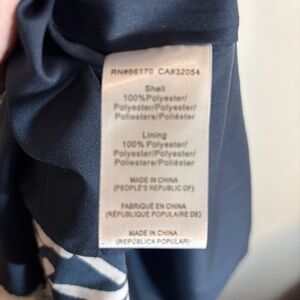 RN#66170 CA#32054
Shell
100%Polyester/
Polyester/Polyester/
Poliestere/Poliéster
Lining
100% Polyester/
Polyester/Polyester/
Poliestere/Poliéster
MADE IN CHINA
(PEOPLE'S REPUBLIC OF)
FABRIQUÉ EN CHINA
(RÉPUBLIQUE POPULAIRE DE)
MADE IN CHINA
(REPÚBLICA POPULAR)